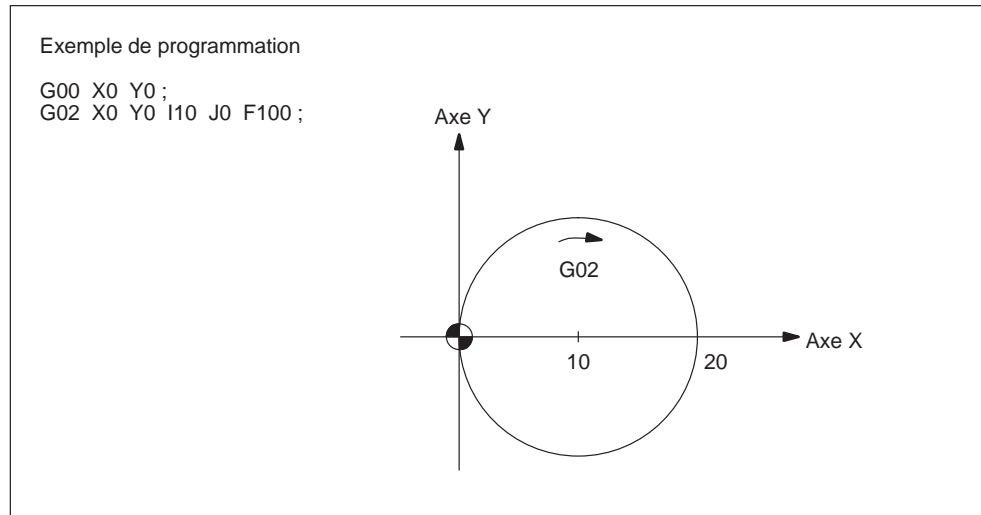 Exemple de programmation
G00 X0 Y0 ;
G02 X0 Y0 I10 J0 F100 ;
Axe Y
G02
Axe X
10
20